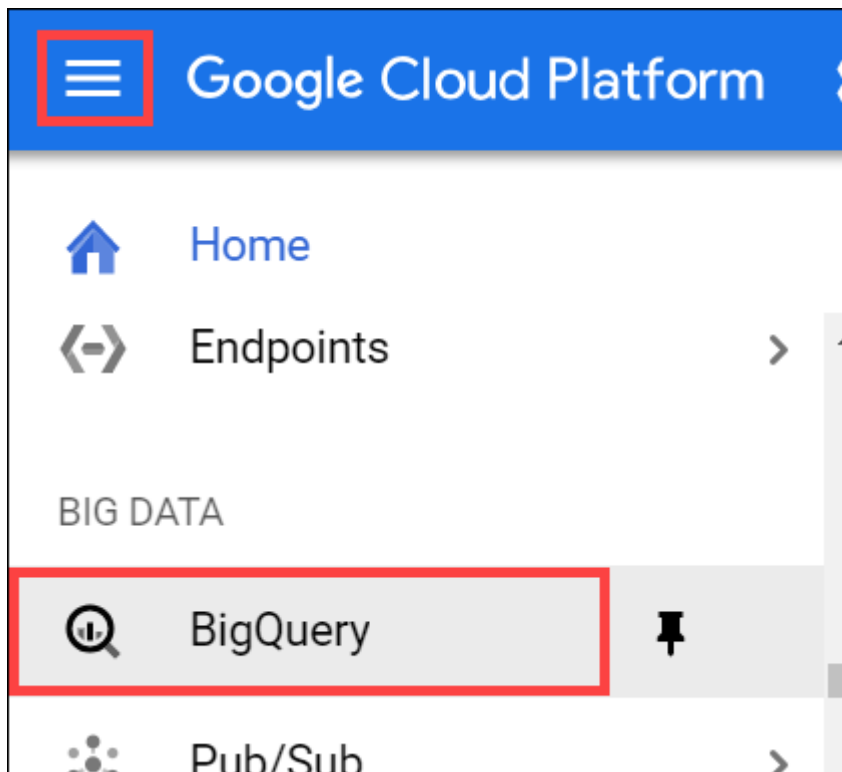 Google Cloud Platform
Home
Endpoints
BIG DATA
BigQuery
Pub/Sub